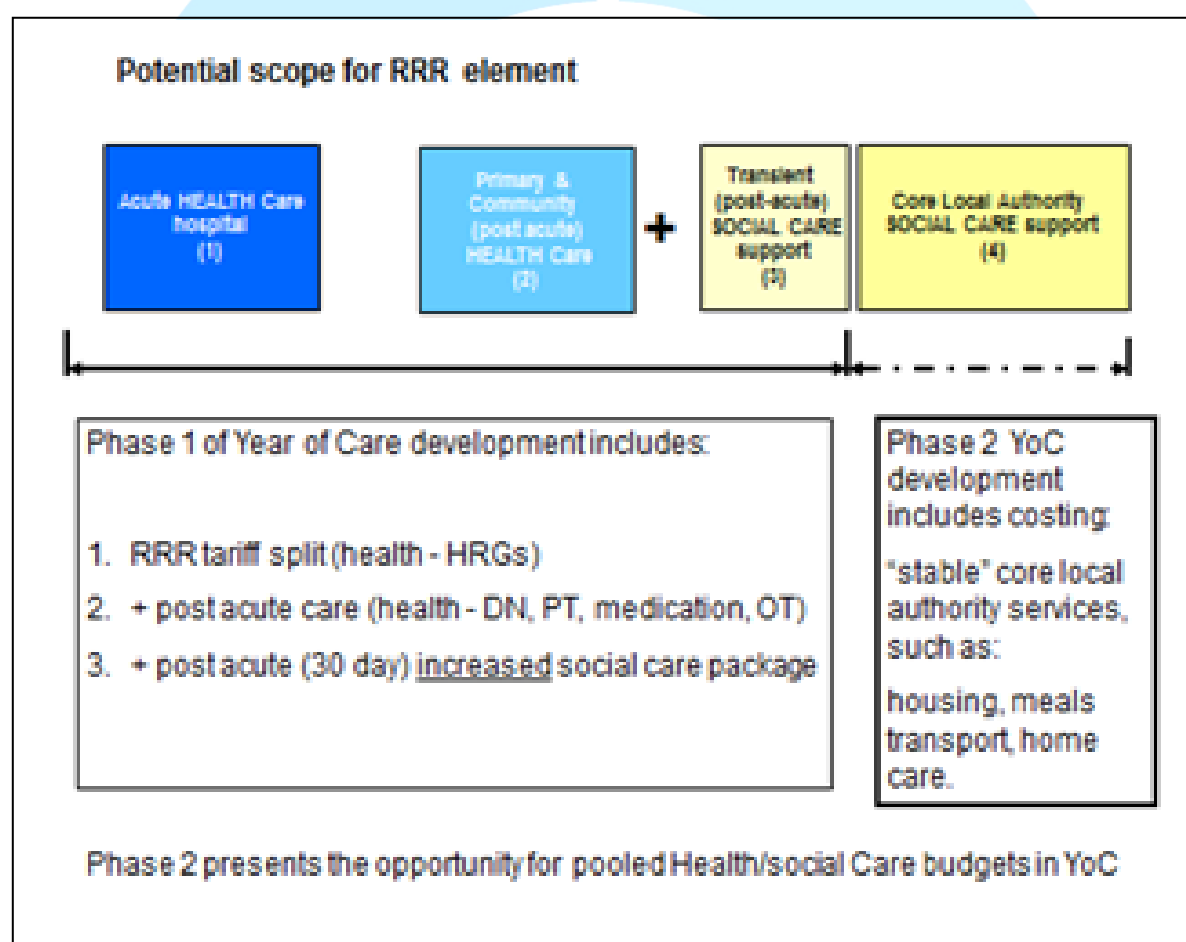 Potential scope for RRR element
Acute HEALTH Care
hospital
(1)
Primary &
Community
(post acute)
HEALTH Care
(2)
+
Transient
(post-acute)
SOCIAL CARE
support
(3)
Core Local Authority
SOCIAL CARE support
(4)
Phase 1 of Year of Care development includes:
1. RRR tariff split (health - HRGs)
2. + post acute care (health - DN, PT, medication, OT)
3. + post acute (30 day) increased social care package
Phase 2 YoC
development
includes costing:
"stable" core local
authority services,
such as:
housing, meals
transport, home
care.
Phase 2 presents the opportunity for pooled Health/social Care budgets in YoC